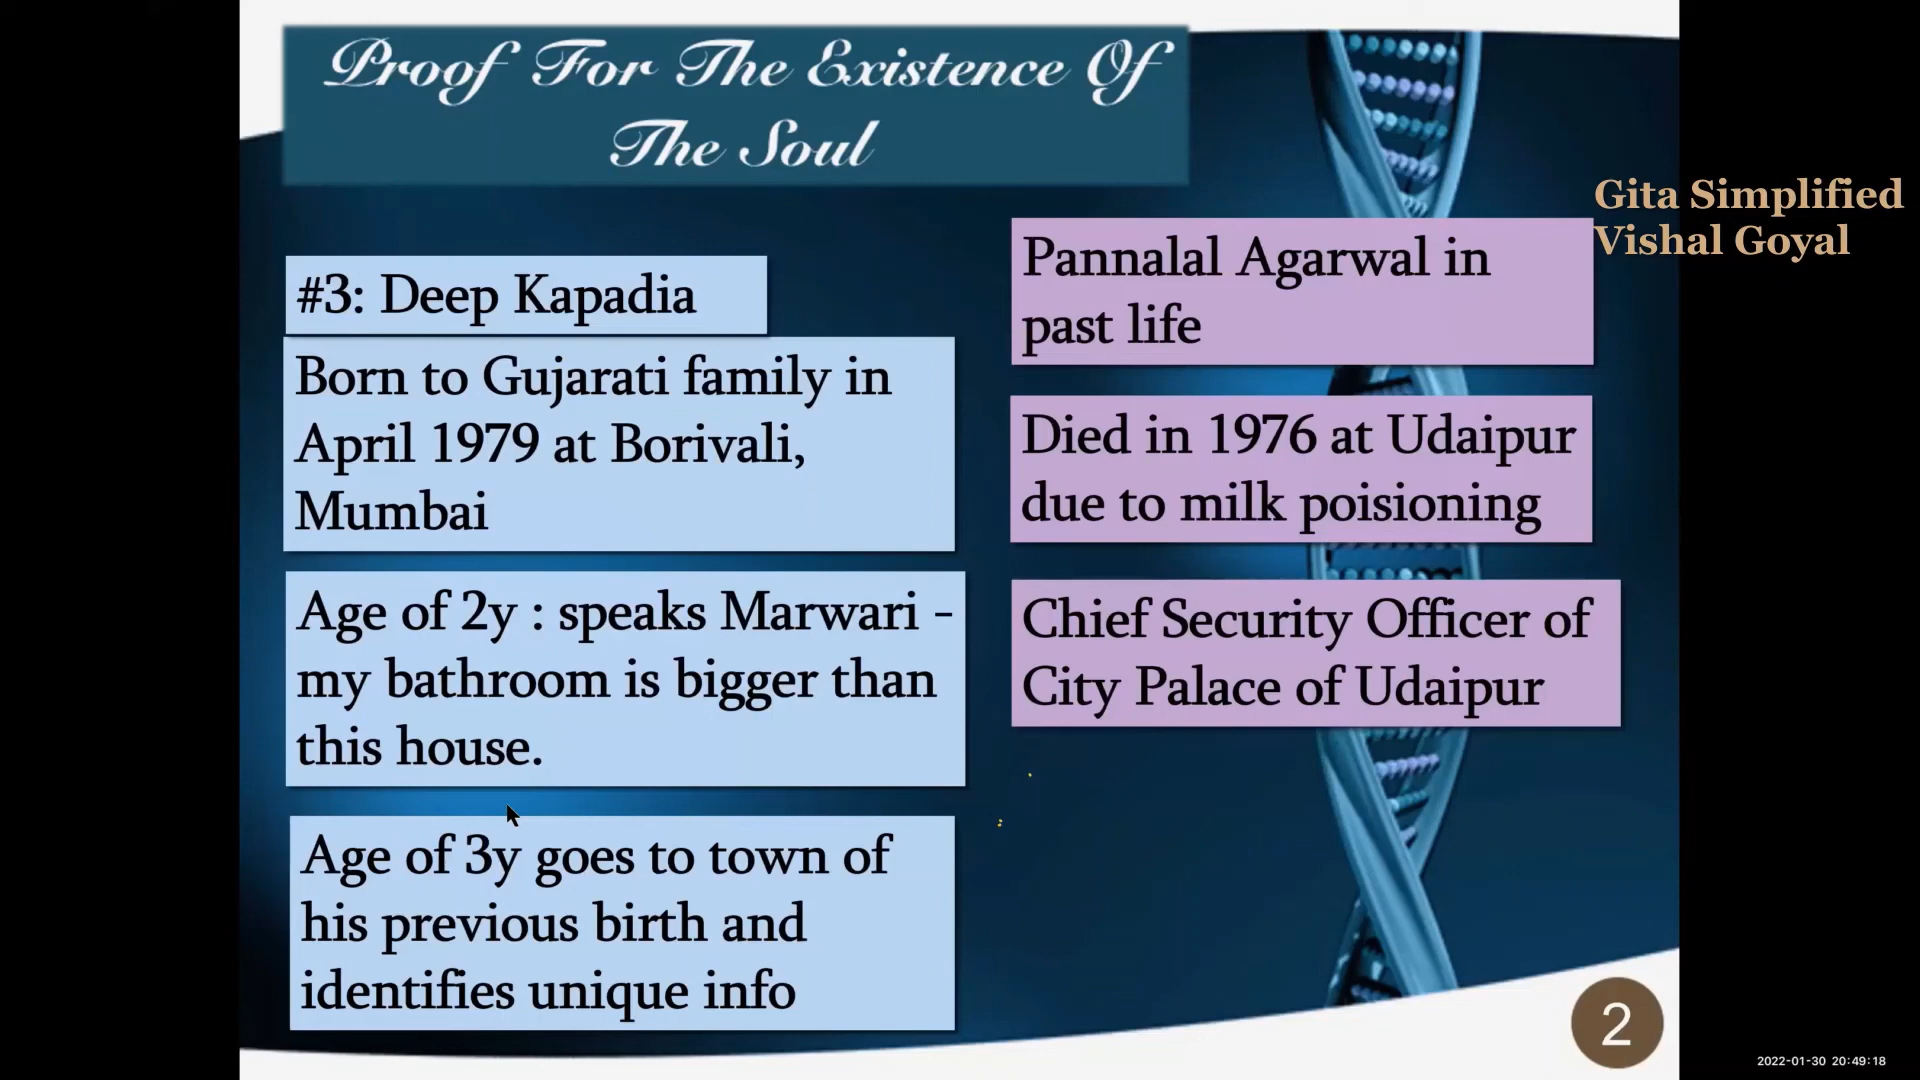 Proof For The Existence Of
The Soul
Gita Simplified
Vishal Goyal
#3: Deep Kapadia
Born to Gujarati family in
April 1979 at Borivali,
Mumbai
Age of 2y : speaks Marwari -
my bathroom is bigger than
this house.
Age of 3y goes to town of
his previous birth and
identifies unique info
Pannalal Agarwal in
past life
Died in 1976 at Udaipur
due to milk poisioning
Chief Security Officer of
City Palace of Udaipur
2
2022-01-30 20:49:18